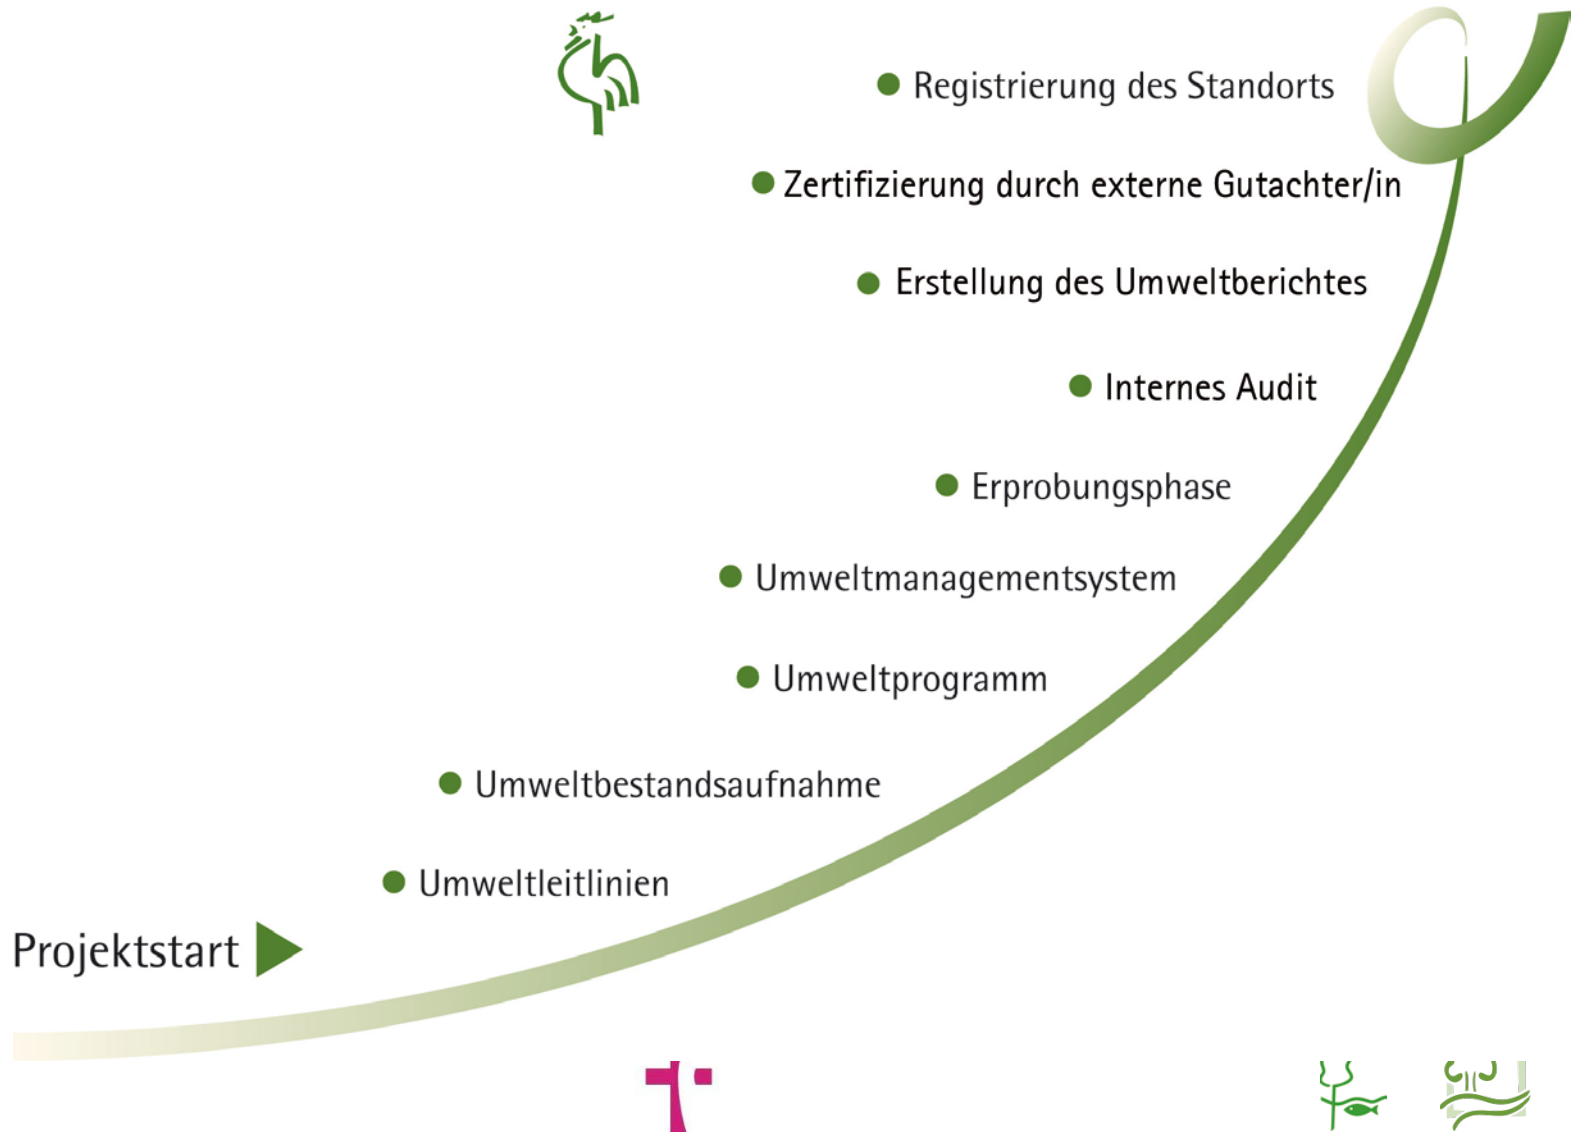 Registrierung des Standorts
Zertifizierung durch externe Gutachter/in
Erstellung des Umweltberichtes
Internes Audit
Erprobungsphase
Umweltmanagementsystem
Umweltprogramm
Umweltbestandsaufnahme
Umweltleitlinien
Projektstart